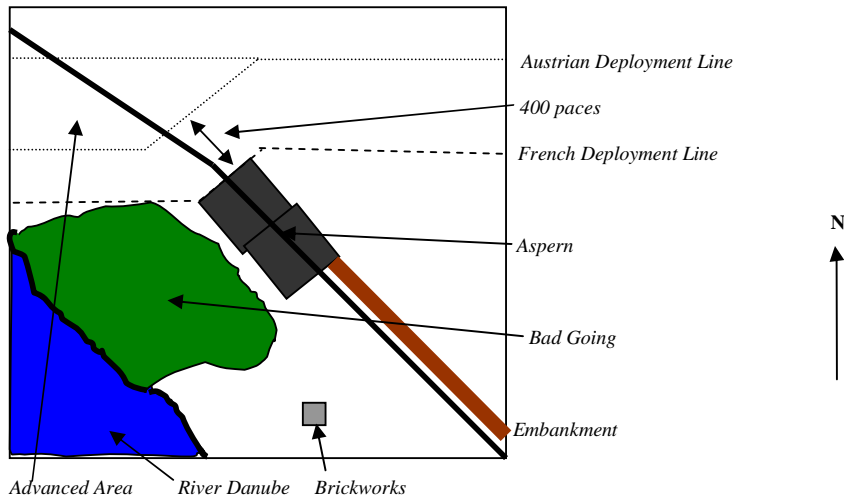 Austrian Deployment Line
400 paces
French Deployment Line
N
Aspern
Bad Going
Embankment
Advanced Area
River Danube
Brickworks